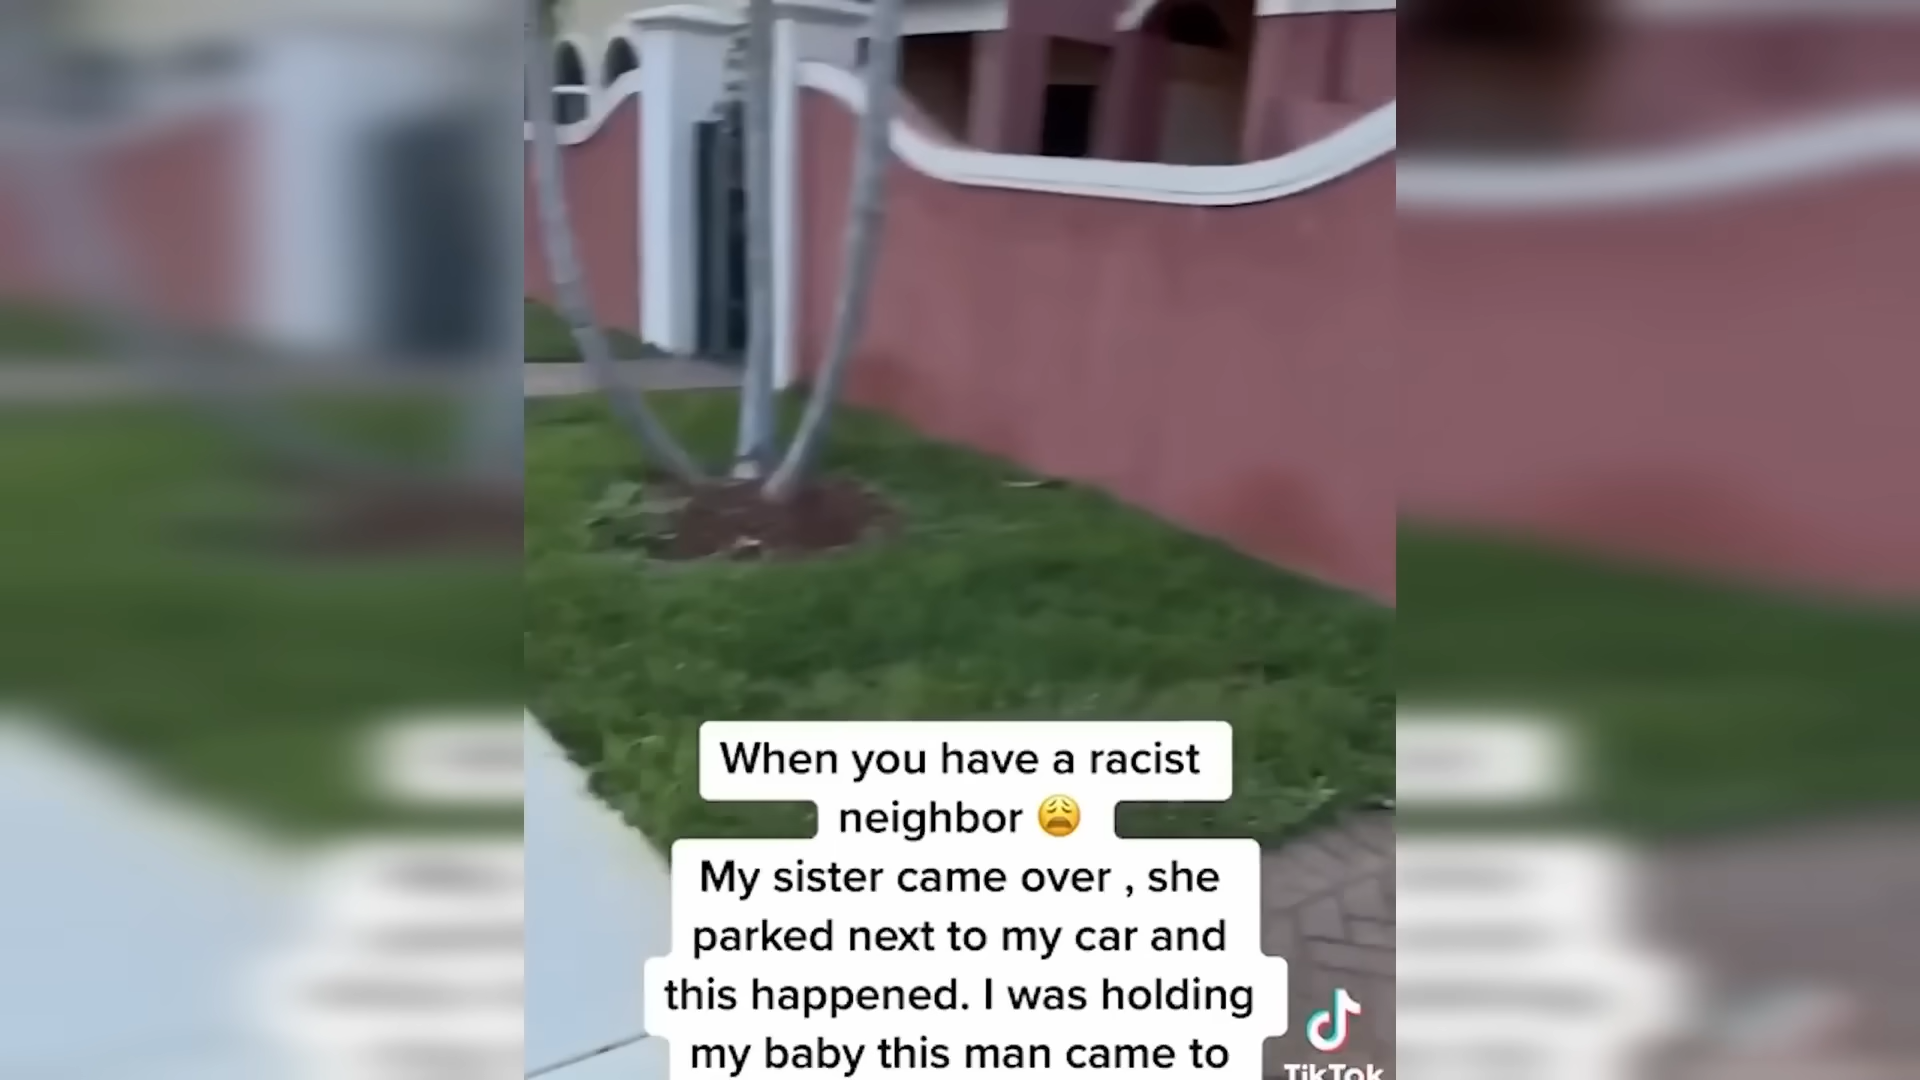 When you have a racist
neighbor 😩
My sister came over , she
parked next to my car and
this happened. I was holding
my baby this man came to
TikTok